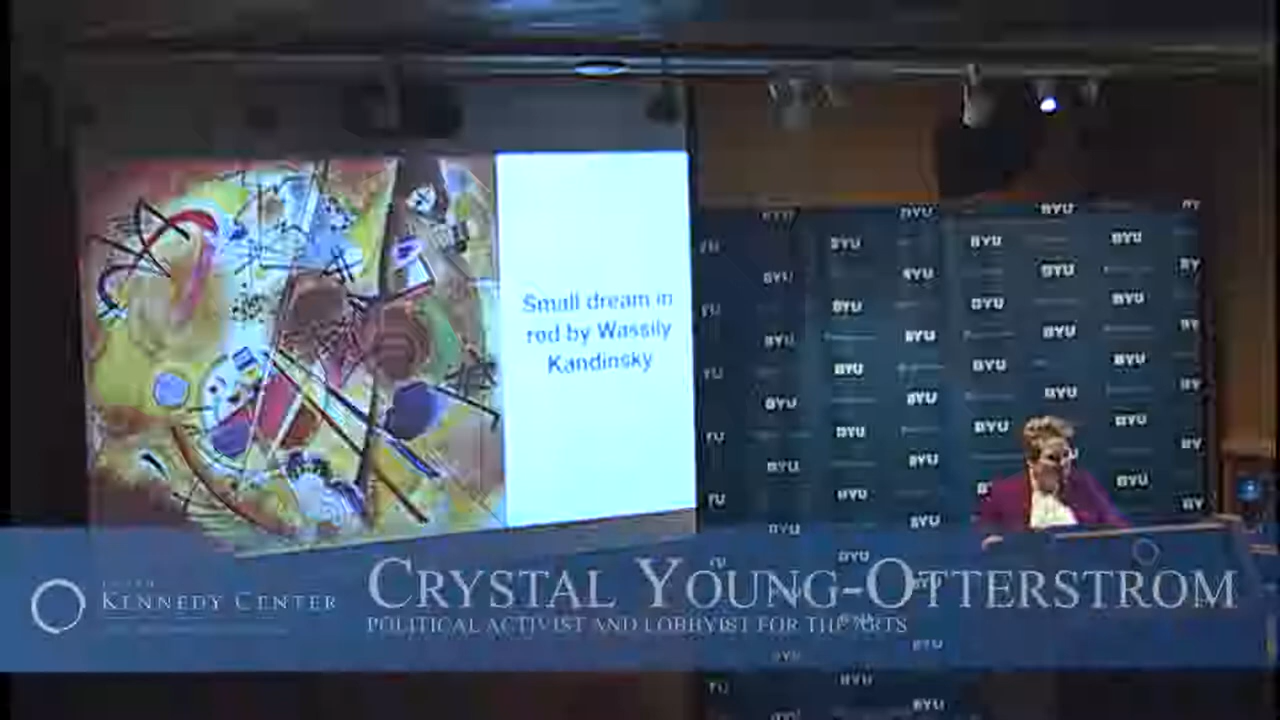 Small dream in
red by Wassily
Kandinsky
BYU
KENNEDY CENTER
CRYSTAL YOUNG-OTTERSTROM
POLITICAL ACTIVIST AND LOBBYIST FOR THE ARTS